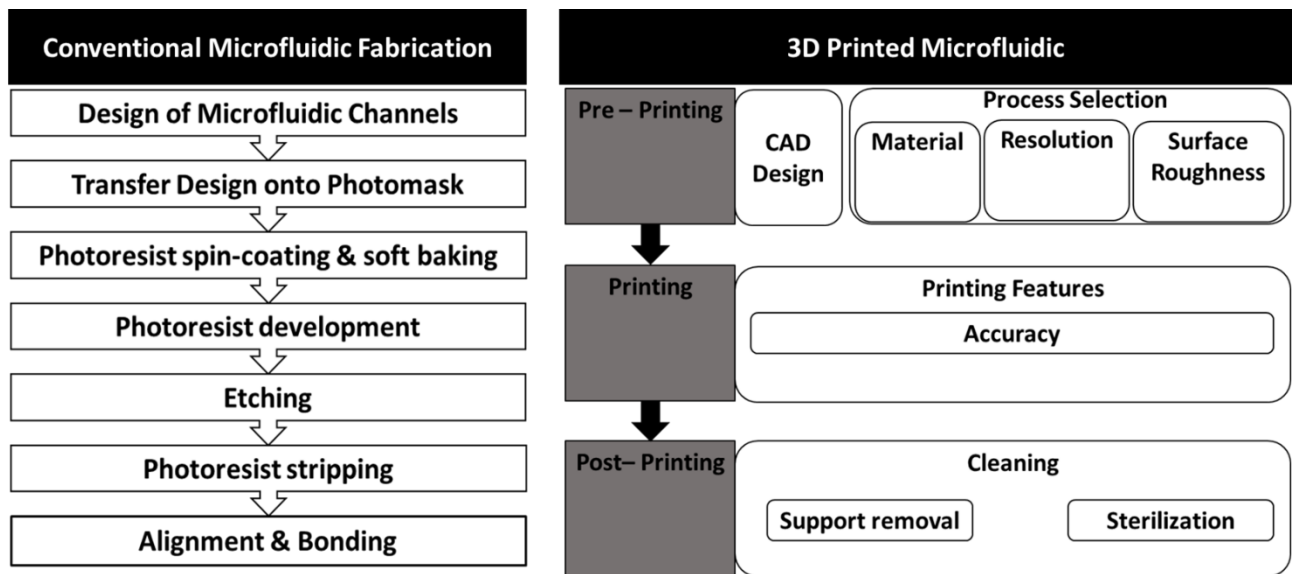 Conventional Microfluidic Fabrication
Design of Microfluidic Channels
Transfer Design onto Photomask
Photoresist spin-coating & soft baking
Photoresist development
Etching
Photoresist stripping
Alignment & Bonding
3D Printed Microfluidic
Pre – Printing
CAD
Design
Process Selection
Material
Resolution
Surface
Roughness
Printing
Printing Features
Accuracy
Post– Printing
Cleaning
Support removal
Sterilization